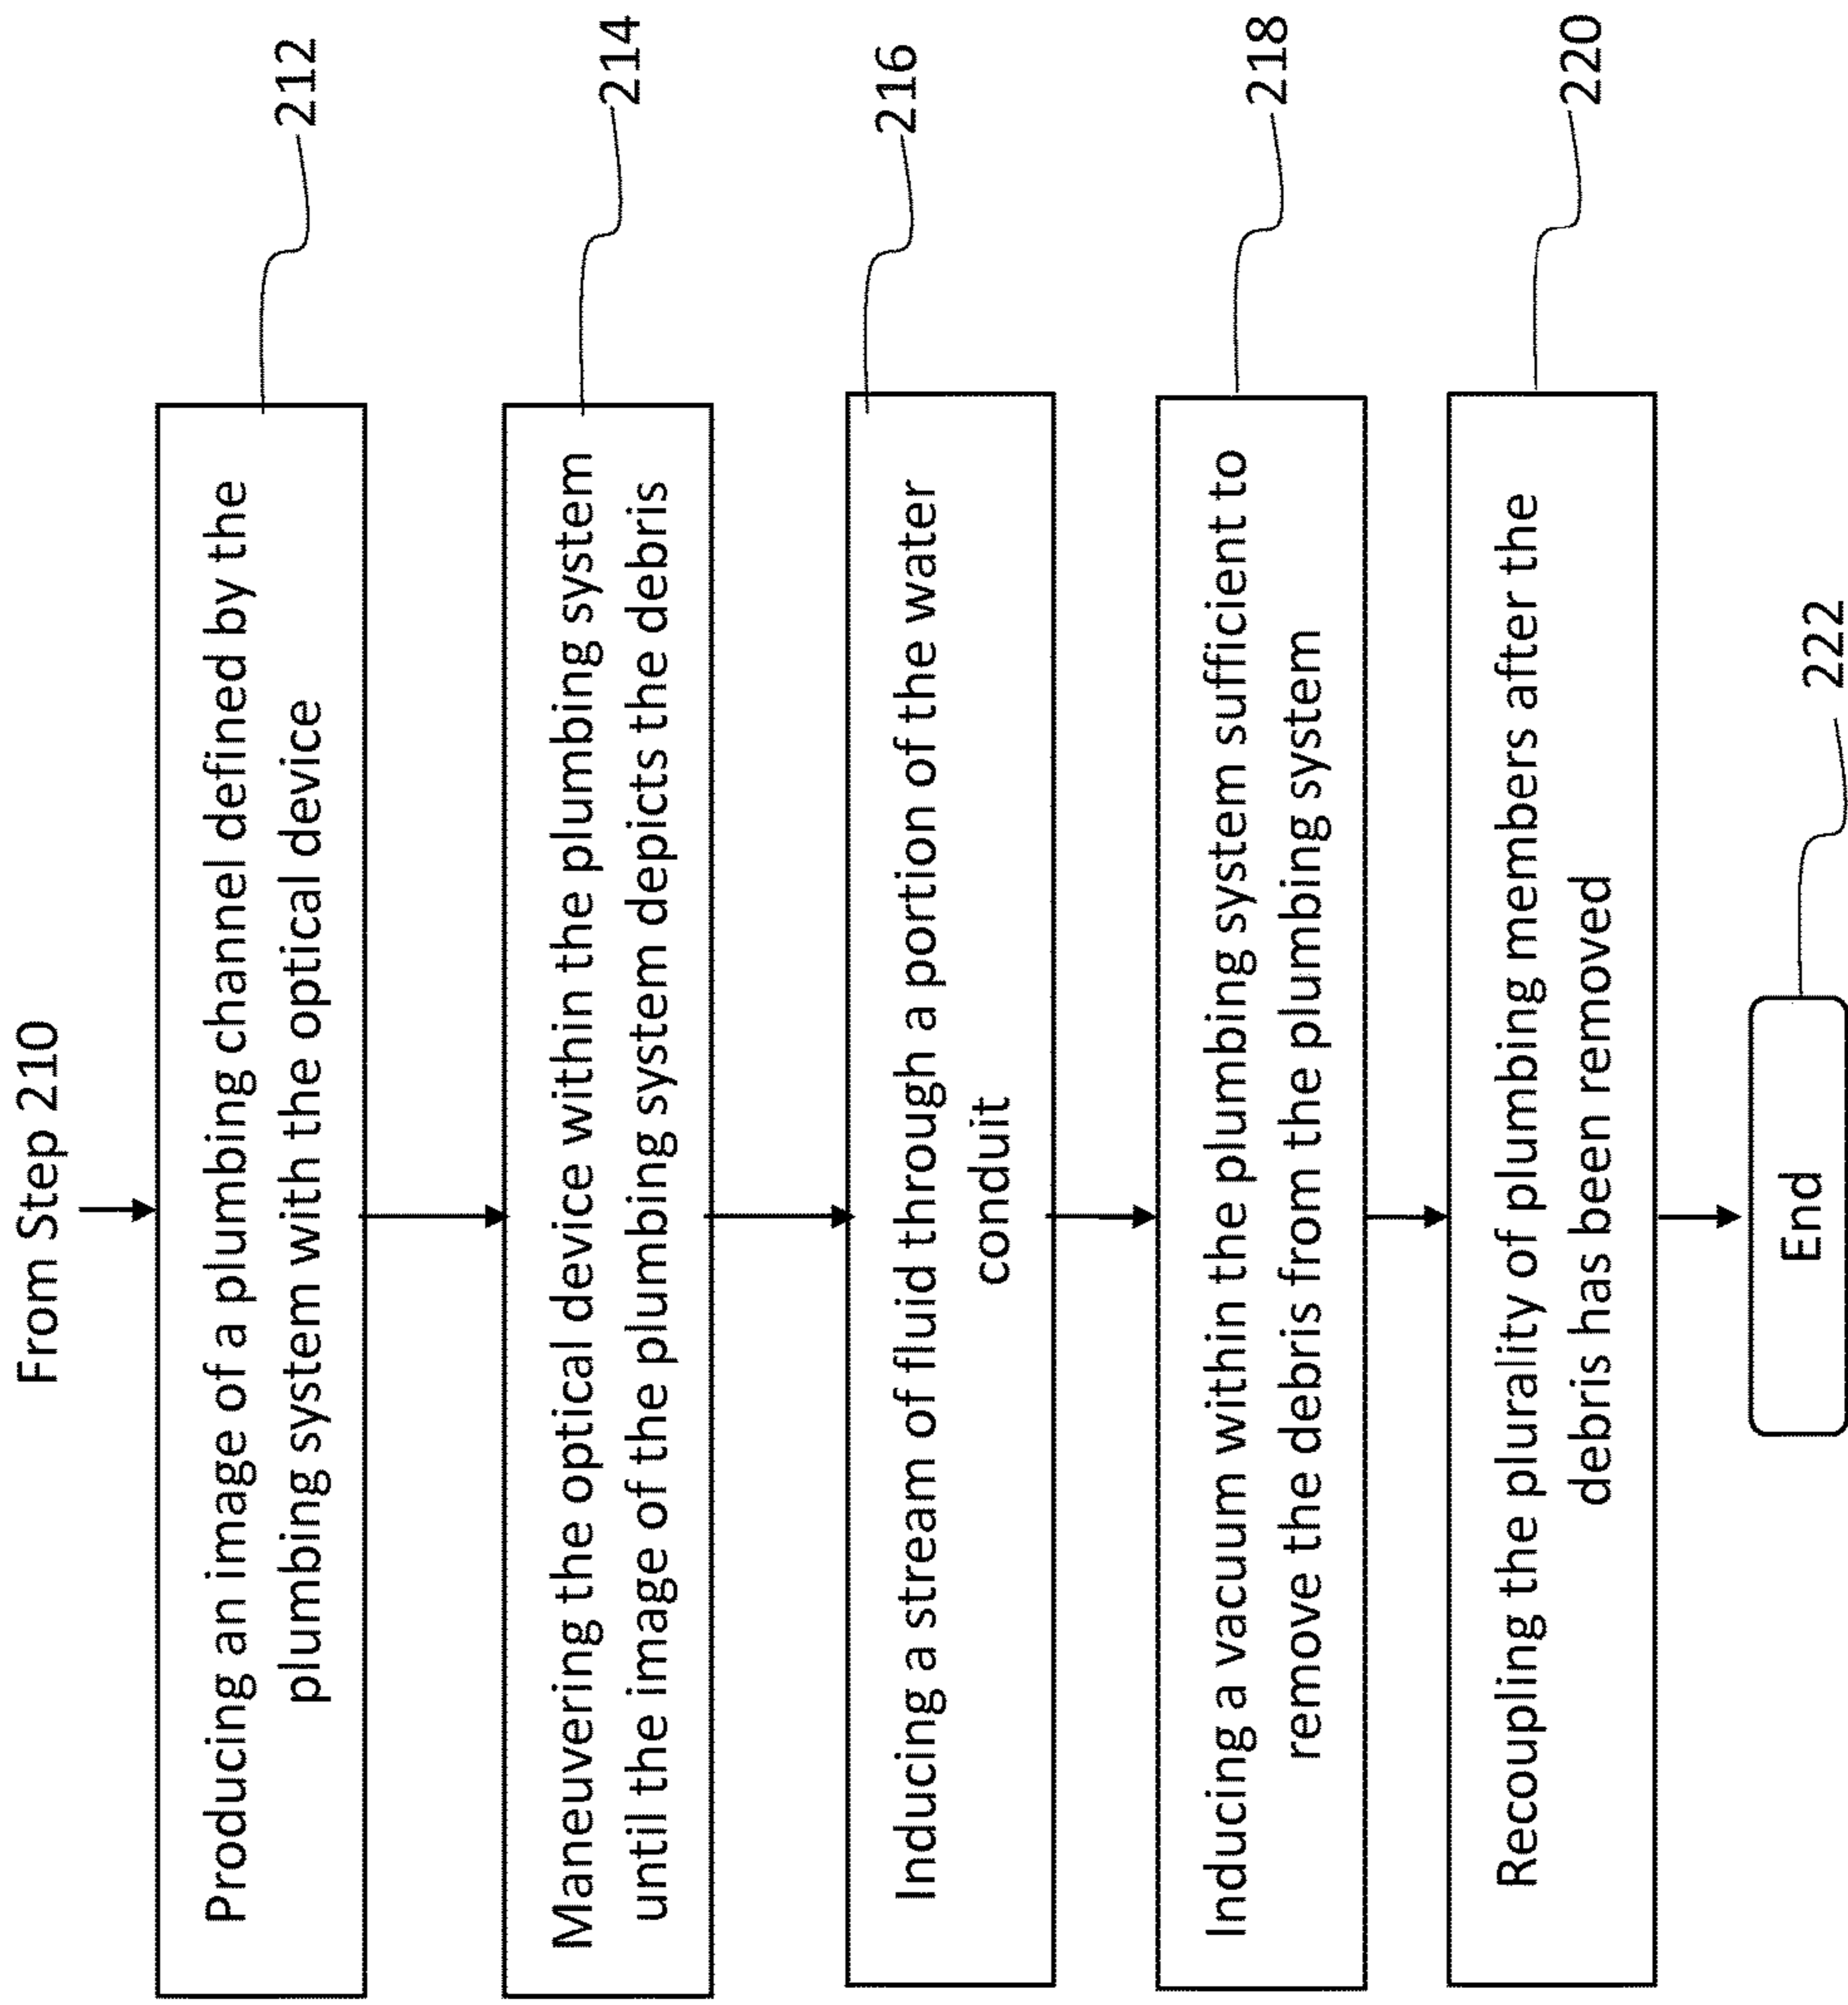 From Step 210
Producing an image of a plumbing channel defined by the
plumbing system with the optical device
212
Maneuvering the optical device within the plumbing system
until the image of the plumbing system depicts the debris
214
Inducing a stream of fluid through a portion of the water
conduit
216
Inducing a vacuum within the plumbing system sufficient to
remove the debris from the plumbing system
218
Recoupling the plurality of plumbing members after the
debris has been removed
220
End
222